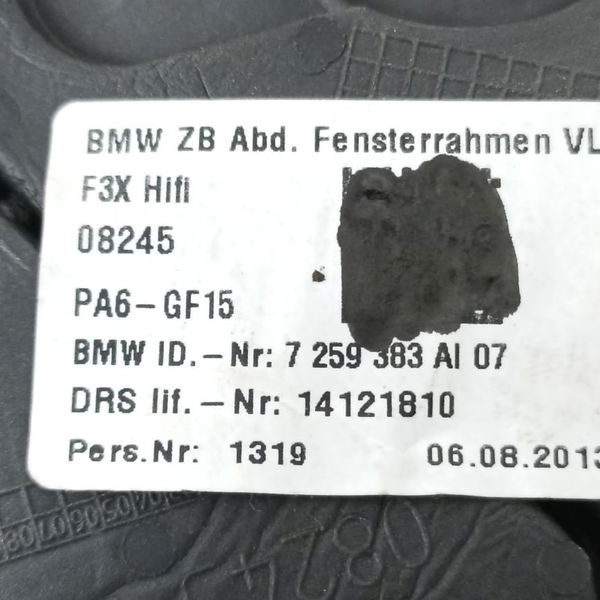 BMW ZB Abd. Fensterrahmen VL
F3X Hifi
08245
PA6-GF15
BMW ID.-Nr: 7 259 383 AI 07
DRS lif.-Nr: 14121810
Pers.Nr: 1319 06.08.2013